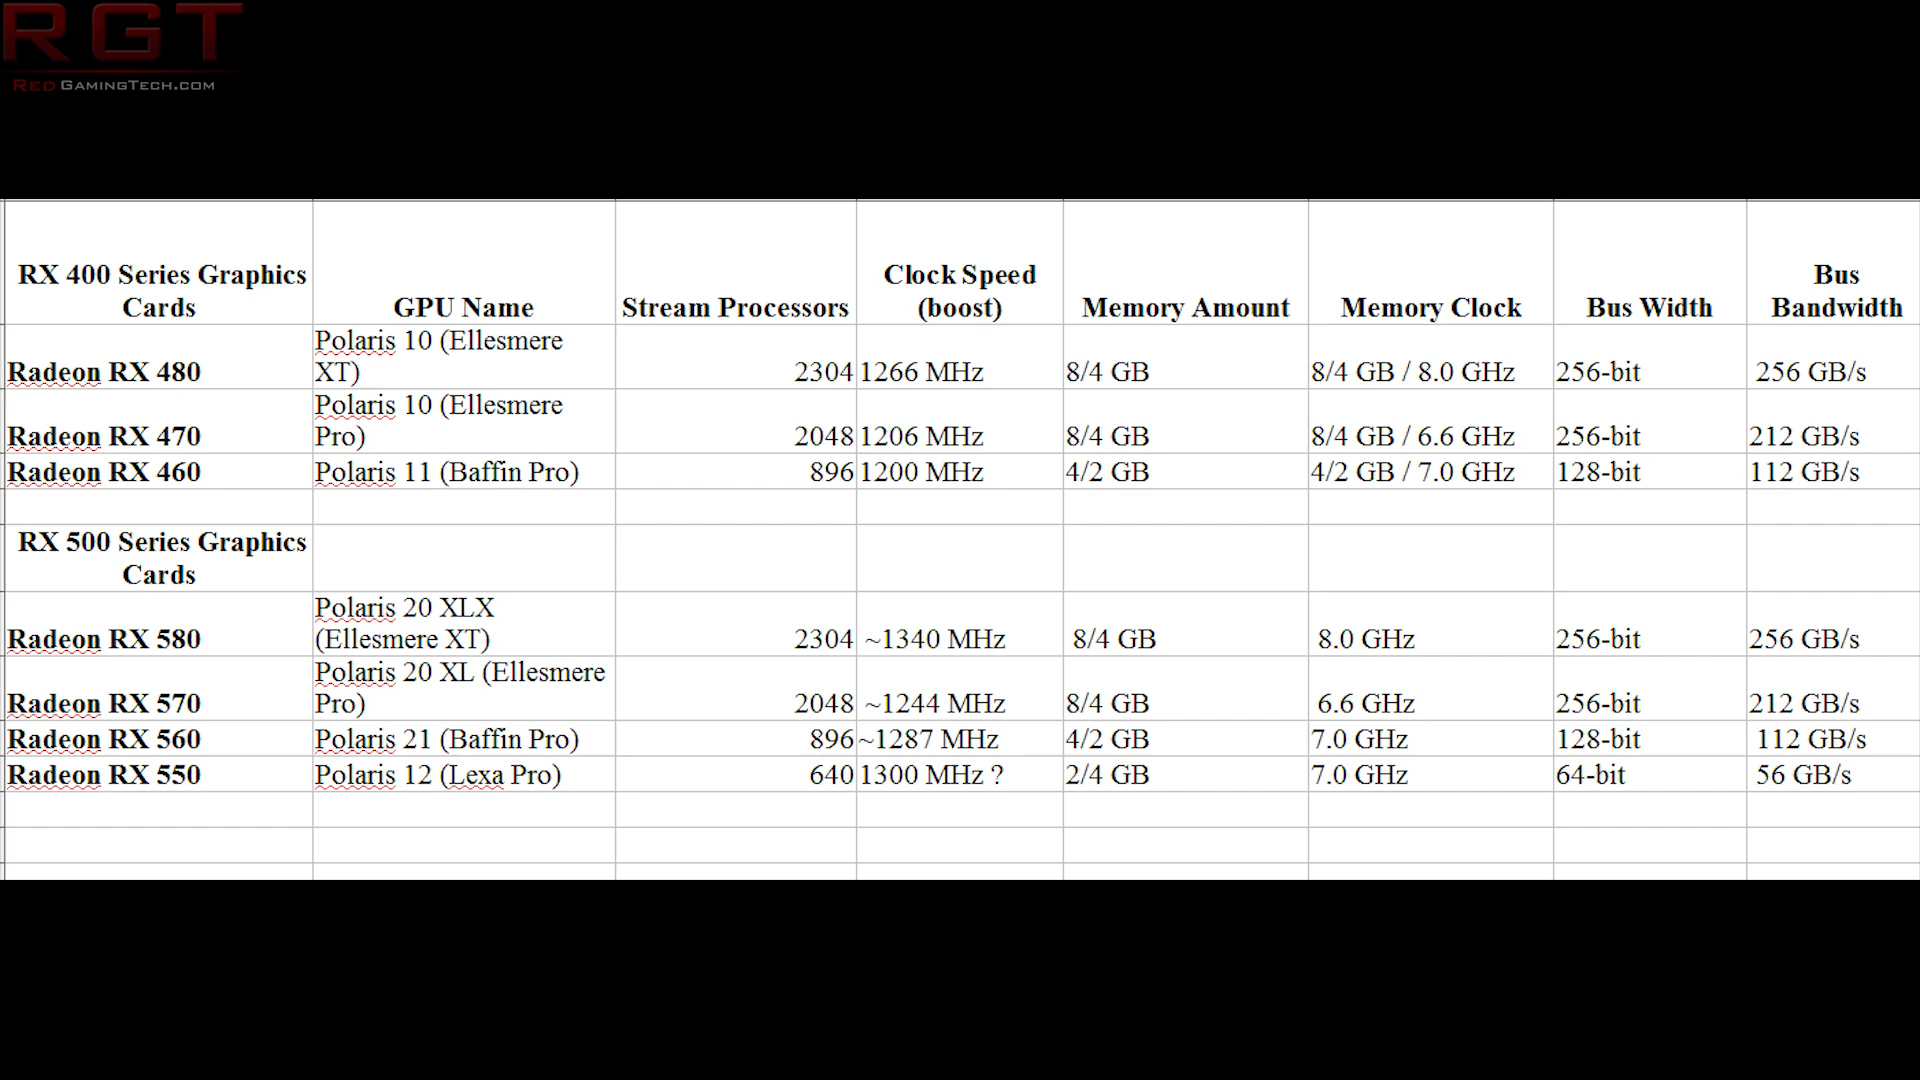 RGT
RedGamingTech.com
RX 400 Series Graphics Cards GPU Name Stream Processors Clock Speed (boost) Memory Amount Memory Clock Bus Width Bus Bandwidth
Radeon RX 480 Polaris 10 (Ellesmere XT) 2304 1266 MHz 8/4 GB 8/4 GB / 8.0 GHz 256-bit 256 GB/s
Radeon RX 470 Polaris 10 (Ellesmere Pro) 2048 1206 MHz 8/4 GB 8/4 GB / 6.6 GHz 256-bit 212 GB/s
Radeon RX 460 Polaris 11 (Baffin Pro) 896 1200 MHz 4/2 GB 4/2 GB / 7.0 GHz 128-bit 112 GB/s
RX 500 Series Graphics Cards
Radeon RX 580 Polaris 20 XLX (Ellesmere XT) 2304 ~1340 MHz 8/4 GB 8.0 GHz 256-bit 256 GB/s
Radeon RX 570 Polaris 20 XL (Ellesmere Pro) 2048 ~1244 MHz 8/4 GB 6.6 GHz 256-bit 212 GB/s
Radeon RX 560 Polaris 21 (Baffin Pro) 896 ~1287 MHz 4/2 GB 7.0 GHz 128-bit 112 GB/s
Radeon RX 550 Polaris 12 (Lexa Pro) 640 1300 MHz ? 2/4 GB 7.0 GHz 64-bit 56 GB/s